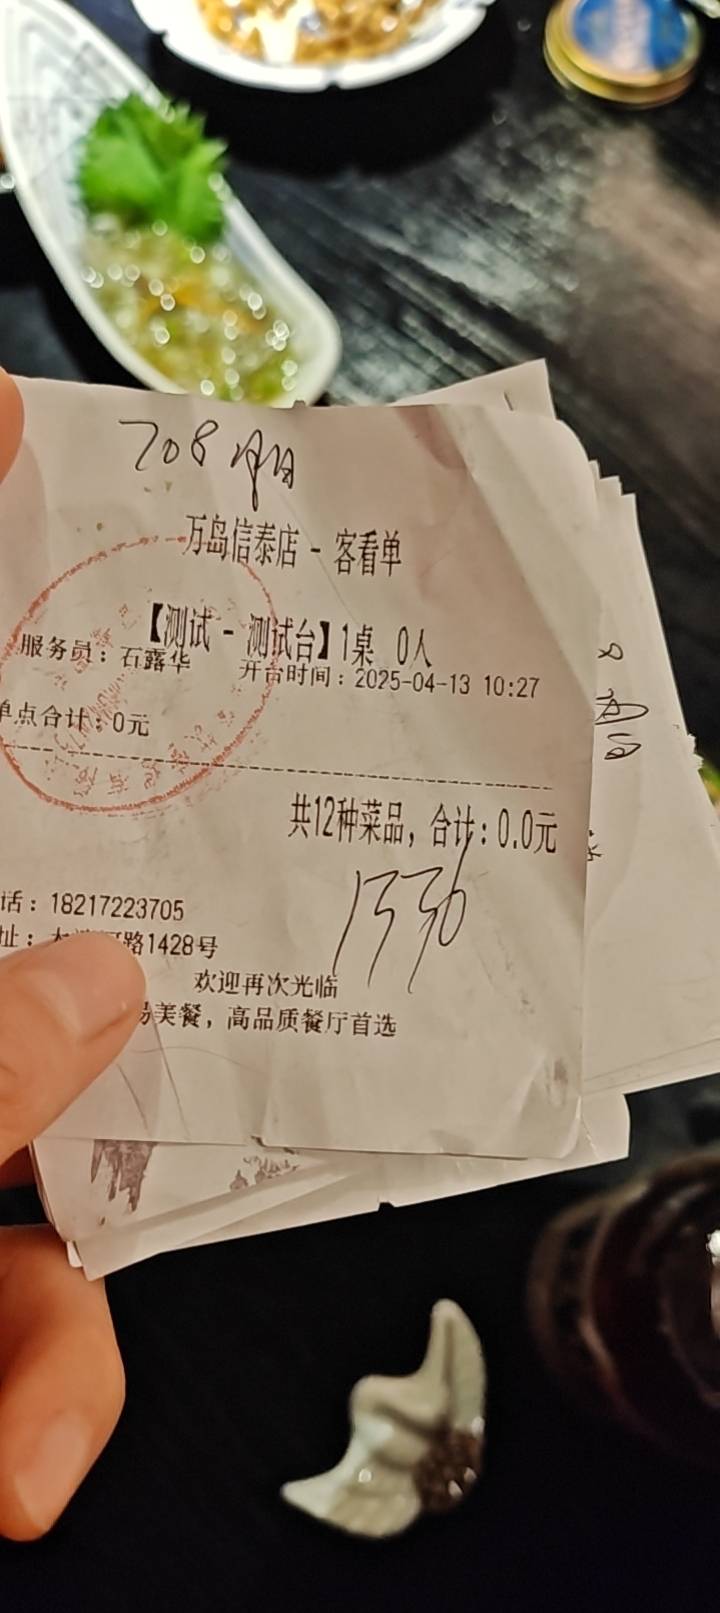 708
万岛信泰店 - 客看单
【测试 - 测试台】1桌 0人
服务员：石露华 开台时间：2025-04-13 10:27
单点合计：0元
共12种菜品，合计：0.0元
话：18217223705
址：
路1428号
欢迎再次光临
易美餐，高品质餐厅首选